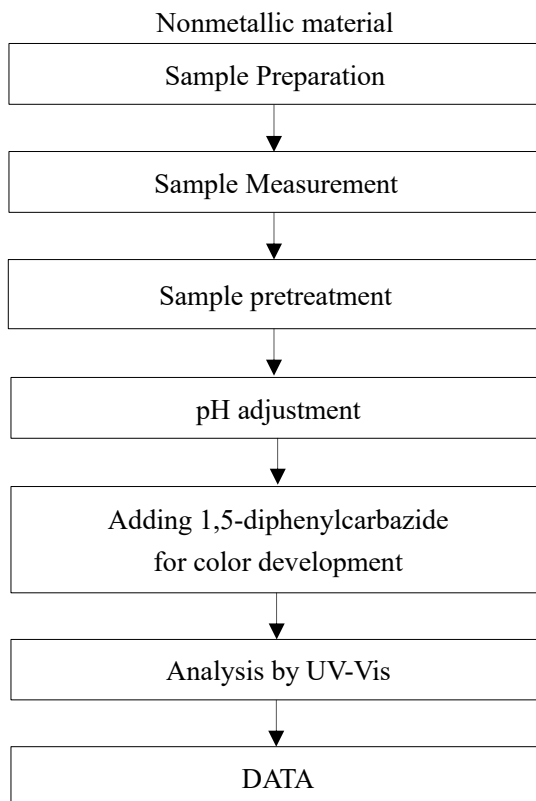 Nonmetallic material
Sample Preparation
Sample Measurement
Sample pretreatment
pH adjustment
Adding 1,5-diphenylcarbazide
for color development
Analysis by UV-Vis
DATA